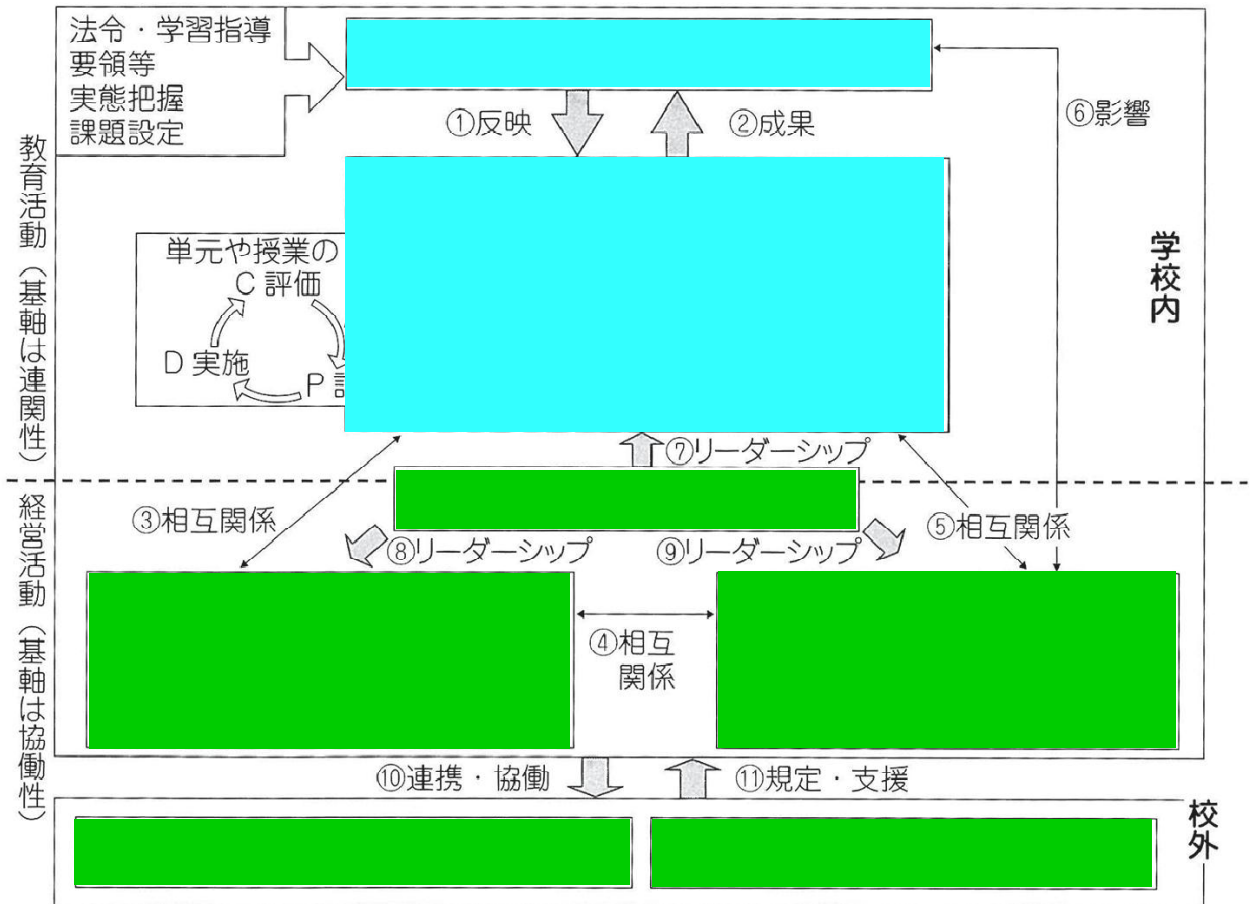 法令・学習指導
要領等
実態把握
課題設定
①反映
②成果
⑥影響
教育活動（基軸は連関性）
学校内
単元や授業の
C 評価
D 実施
P
⑦リーダーシップ
③相互関係
⑤相互関係
⑧リーダーシップ
⑨リーダーシップ
経営活動（基軸は協働性）
④相互
関係
⑩連携・協働
⑪規定・支援
校外